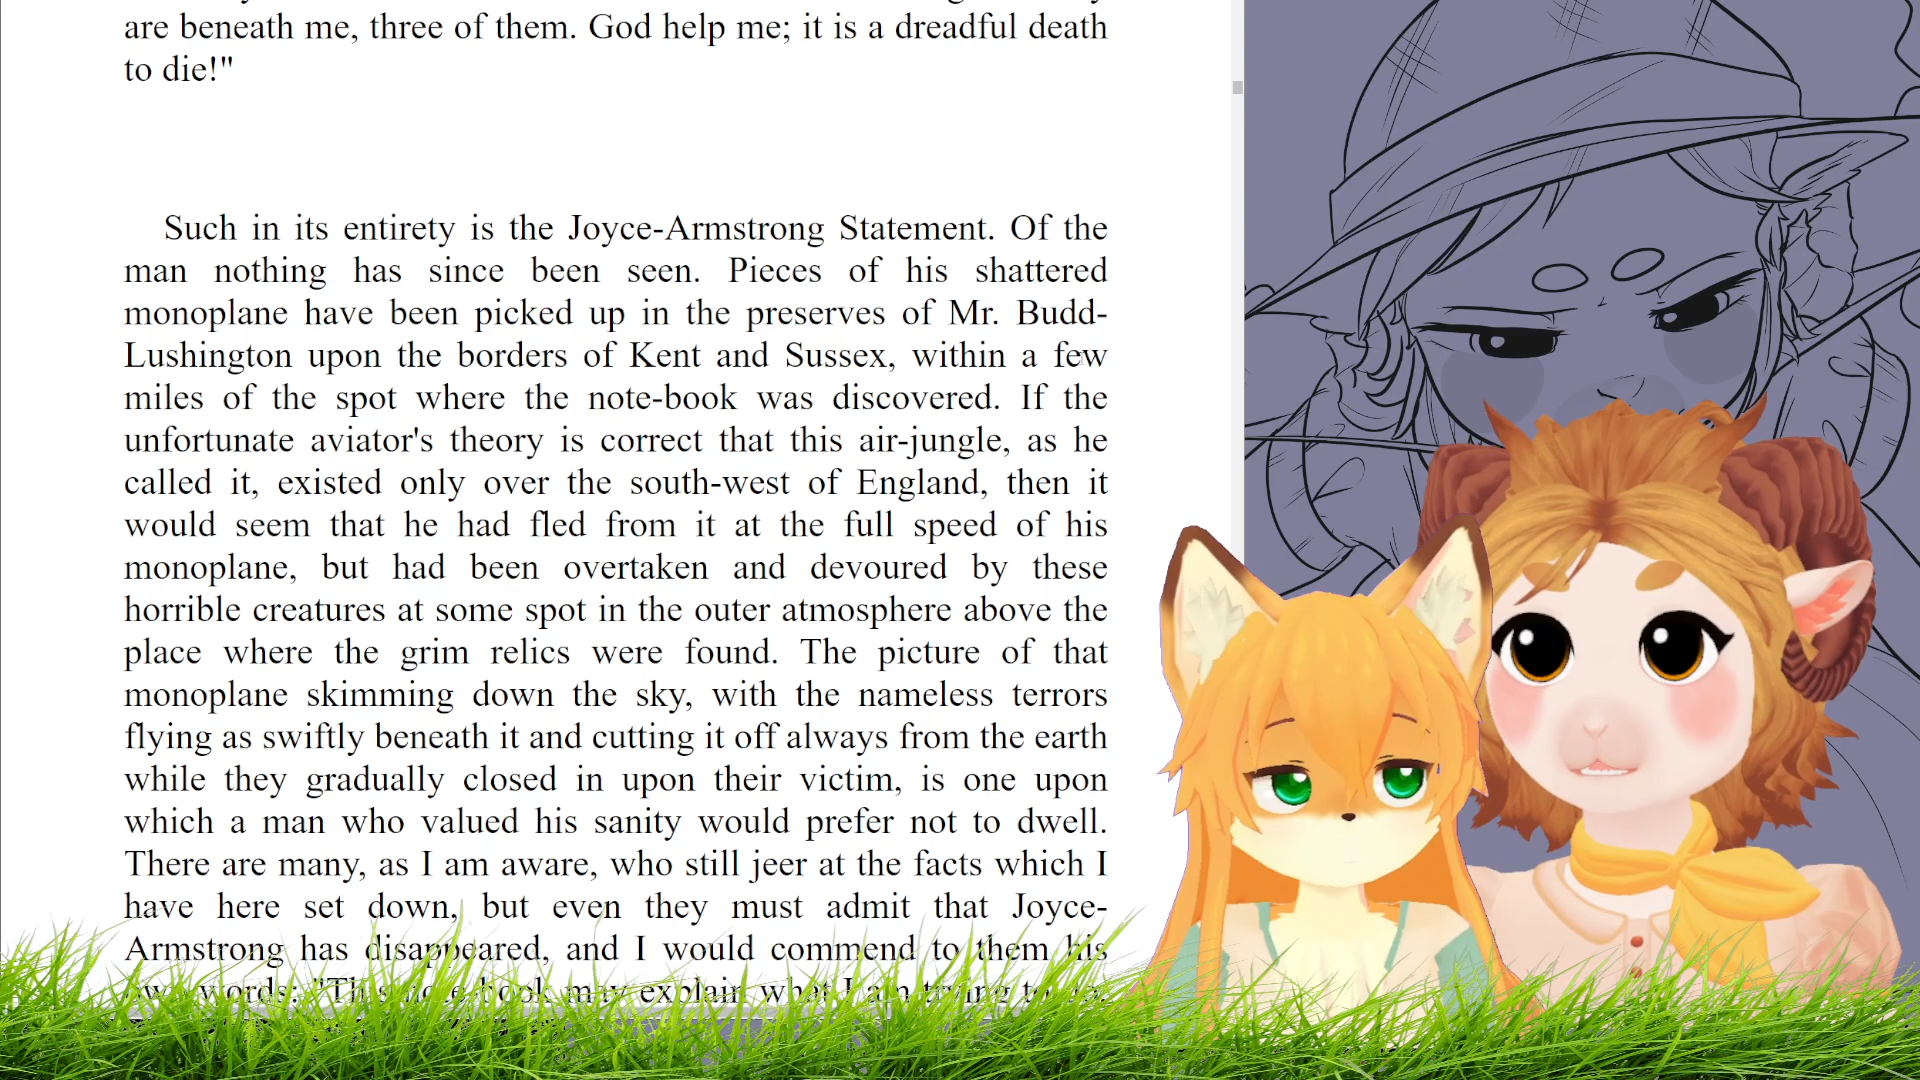 are beneath me, three of them. God help me; it is a dreadful death
to die!"
Such in its entirety is the Joyce-Armstrong Statement. Of the
man nothing has since been seen. Pieces of his shattered
monoplane have been picked up in the preserves of Mr. Budd-
Lushington upon the borders of Kent and Sussex, within a few
miles of the spot where the note-book was discovered. If the
unfortunate aviator's theory is correct that this air-jungle, as he
called it, existed only over the south-west of England, then it
would seem that he had fled from it at the full speed of his
monoplane, but had been overtaken and devoured by these
horrible creatures at some spot in the outer atmosphere above the
place where the grim relics were found. The picture of that
monoplane skimming down the sky, with the nameless terrors
flying as swiftly beneath it and cutting it off always from the earth
while they gradually closed in upon their victim, is one upon
which a man who valued his sanity would prefer not to dwell.
There are many, as I am aware, who still jeer at the facts which I
have here set down, but even they must admit that Joyce-
Armstrong has disappeared, and I would commend to them his
own words: "This note-book may explain what I am trying to